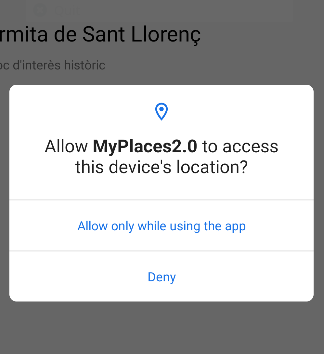 rmita de Sant Llorenç
oc d'interès històric
Allow MyPlaces2.0 to access
this device's location?
Allow only while using the app
Deny